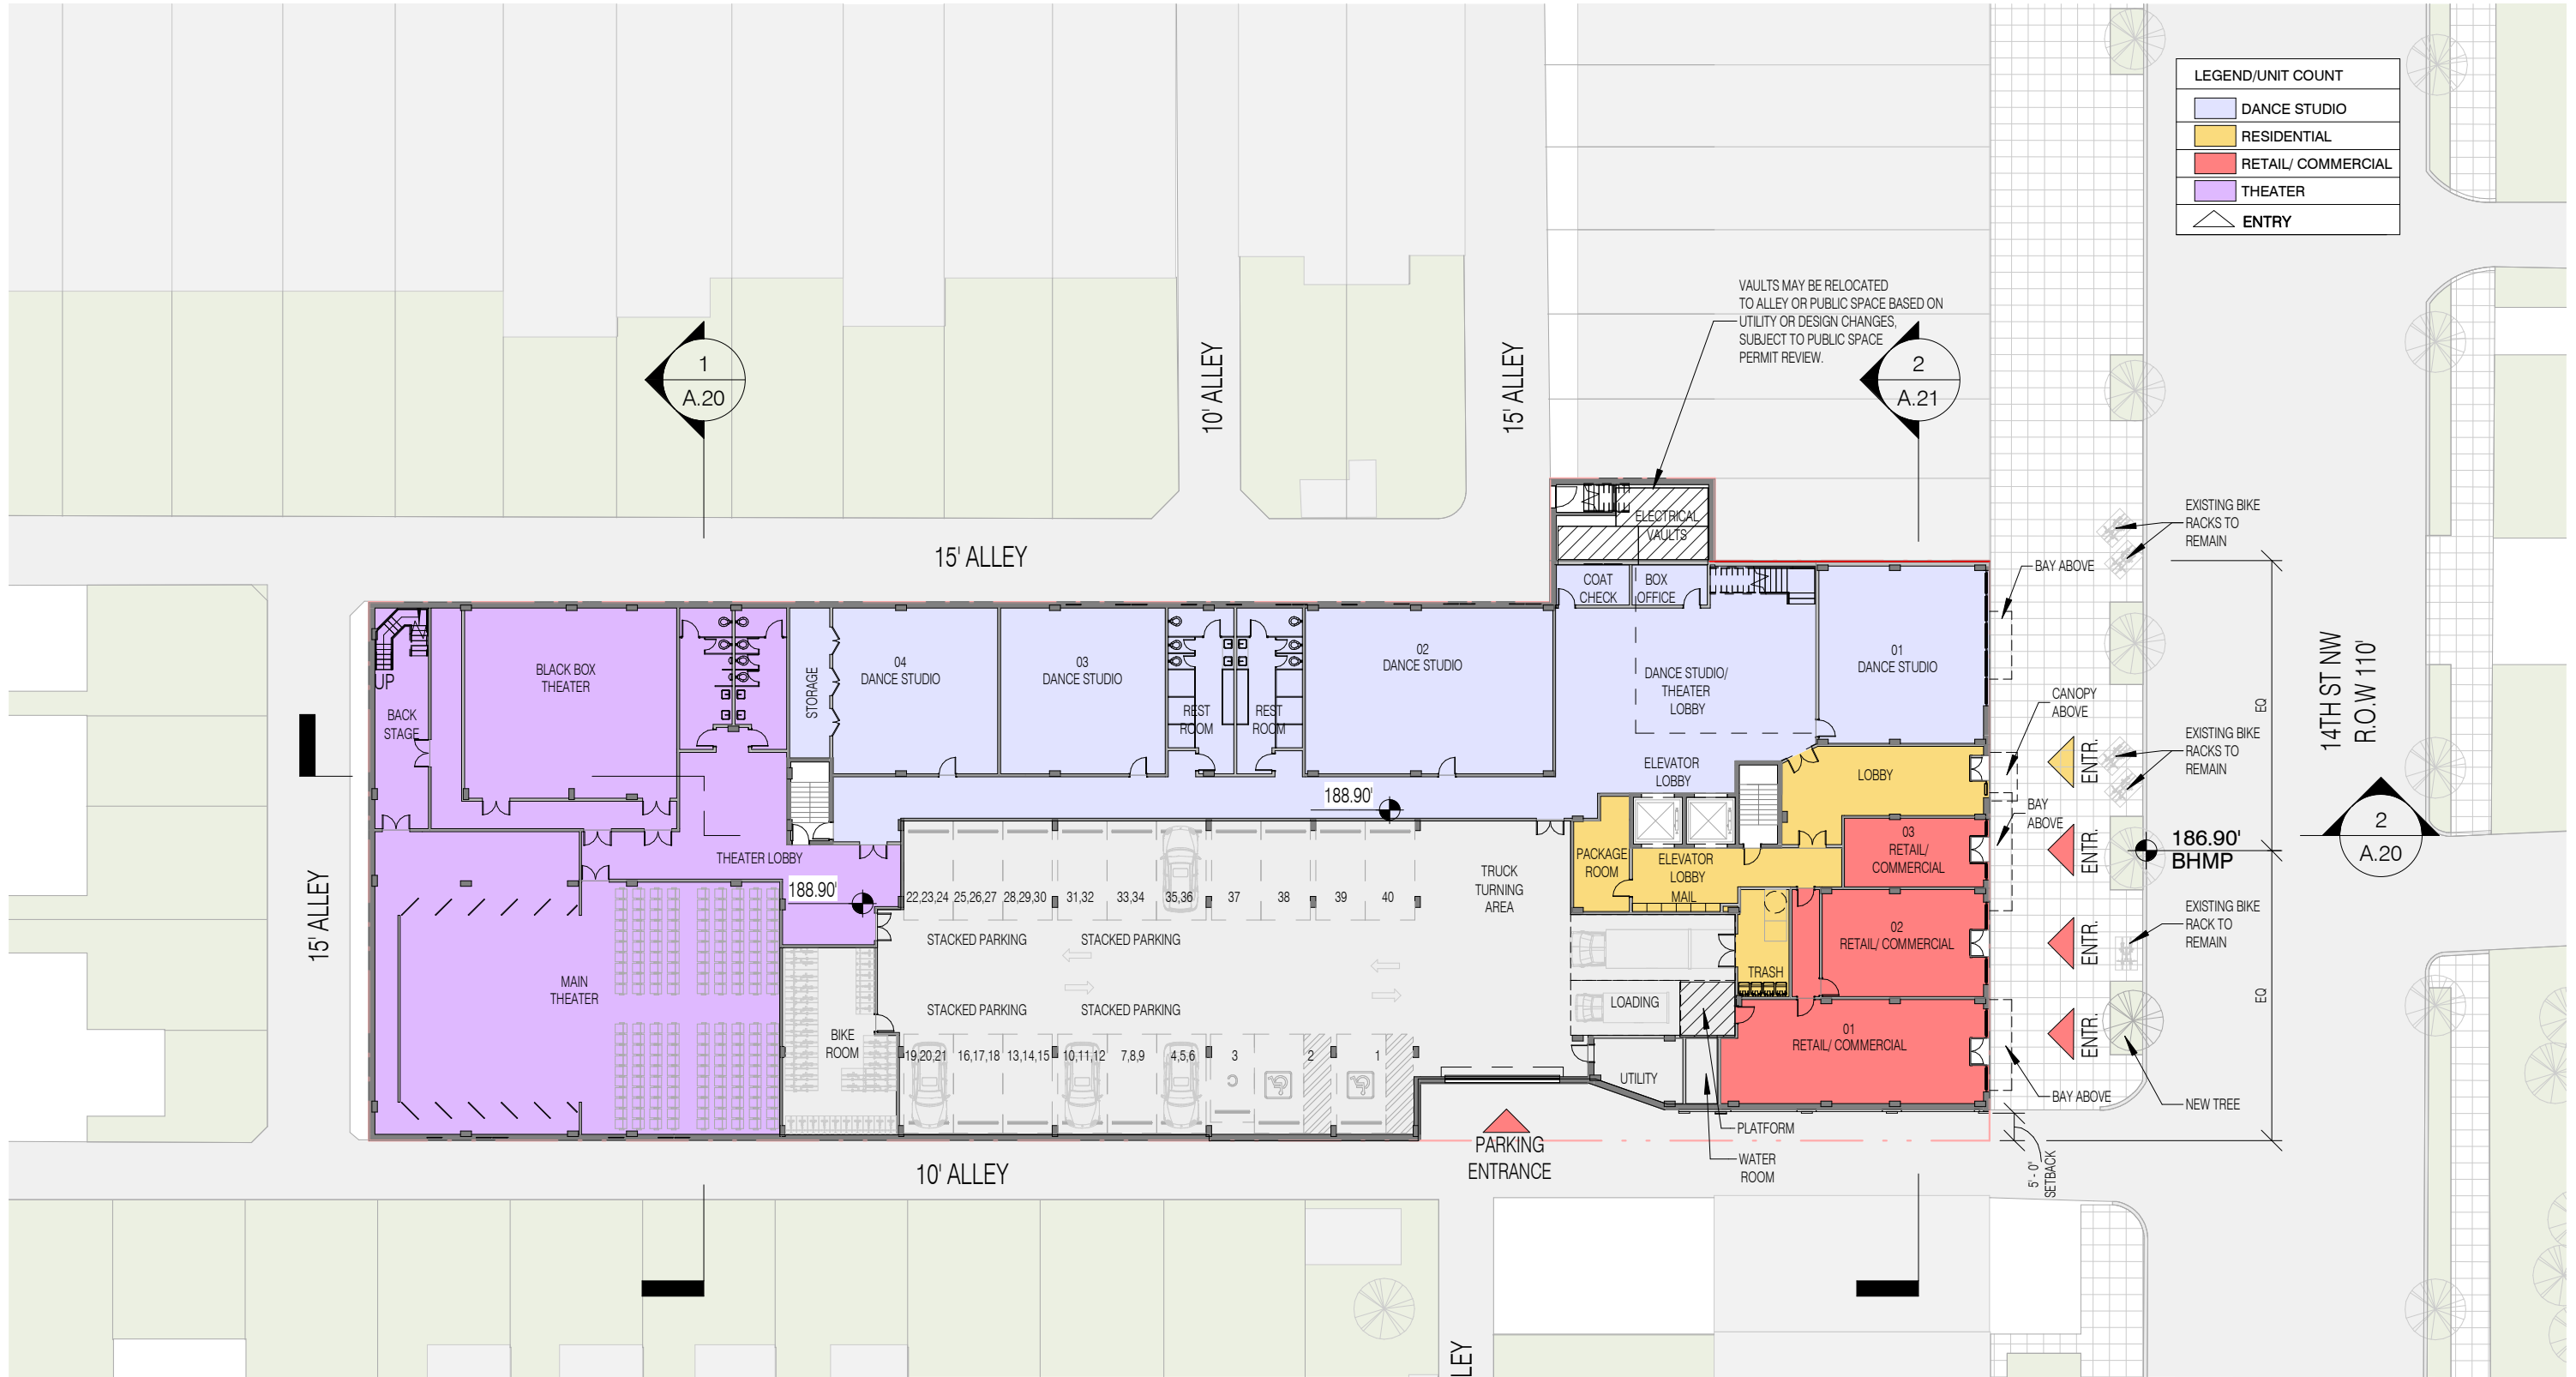 LEGEND/UNIT COUNT
DANCE STUDIO
RESIDENTIAL
RETAIL/ COMMERCIAL
THEATER
ENTRY
VAULTS MAY BE RELOCATED
TO ALLEY OR PUBLIC SPACE BASED ON
UTILITY OR DESIGN CHANGES,
SUBJECT TO PUBLIC SPACE
PERMIT REVIEW.
1
A.20
10' ALLEY
15' ALLEY
2
A.21
15' ALLEY
ELECTRICAL
VAULTS
EXISTING BIKE
RACKS TO
REMAIN
BAY ABOVE
COAT
CHECK
BOX
OFFICE
BLACK BOX
THEATER
UP
BACK
STAGE
STORAGE
04
DANCE STUDIO
03
DANCE STUDIO
REST
ROOM
REST
ROOM
02
DANCE STUDIO
DANCE STUDIO/
THEATER
LOBBY
01
DANCE STUDIO
CANOPY
ABOVE
EQ
14TH ST NW
R.O.W 110'
EXISTING BIKE
RACKS TO
REMAIN
ENTR.
ELEVATOR
LOBBY
LOBBY
188.90'
BAY
ABOVE
03
RETAIL/
COMMERCIAL
ENTR.
186.90'
BHMP
2
A.20
THEATER LOBBY
188.90'
PACKAGE
ROOM
ELEVATOR
LOBBY
MAIL
TRUCK
TURNING
AREA
22,23,24
25,26,27
28,29,30
31,32
33,34
35,36
37
38
39
40
STACKED PARKING
STACKED PARKING
15' ALLEY
02
RETAIL/ COMMERCIAL
ENTR.
EXISTING BIKE
RACK TO
REMAIN
MAIN
THEATER
TRASH
LOADING
EQ
STACKED PARKING
STACKED PARKING
BIKE
ROOM
19,20,21
16,17,18
13,14,15
10,11,12
7,8,9
4,5,6
3
2
1
01
RETAIL/ COMMERCIAL
ENTR.
UTILITY
BAY ABOVE
NEW TREE
PLATFORM
PARKING
ENTRANCE
WATER
ROOM
5' - 0"
SETBACK
10' ALLEY
LLEY